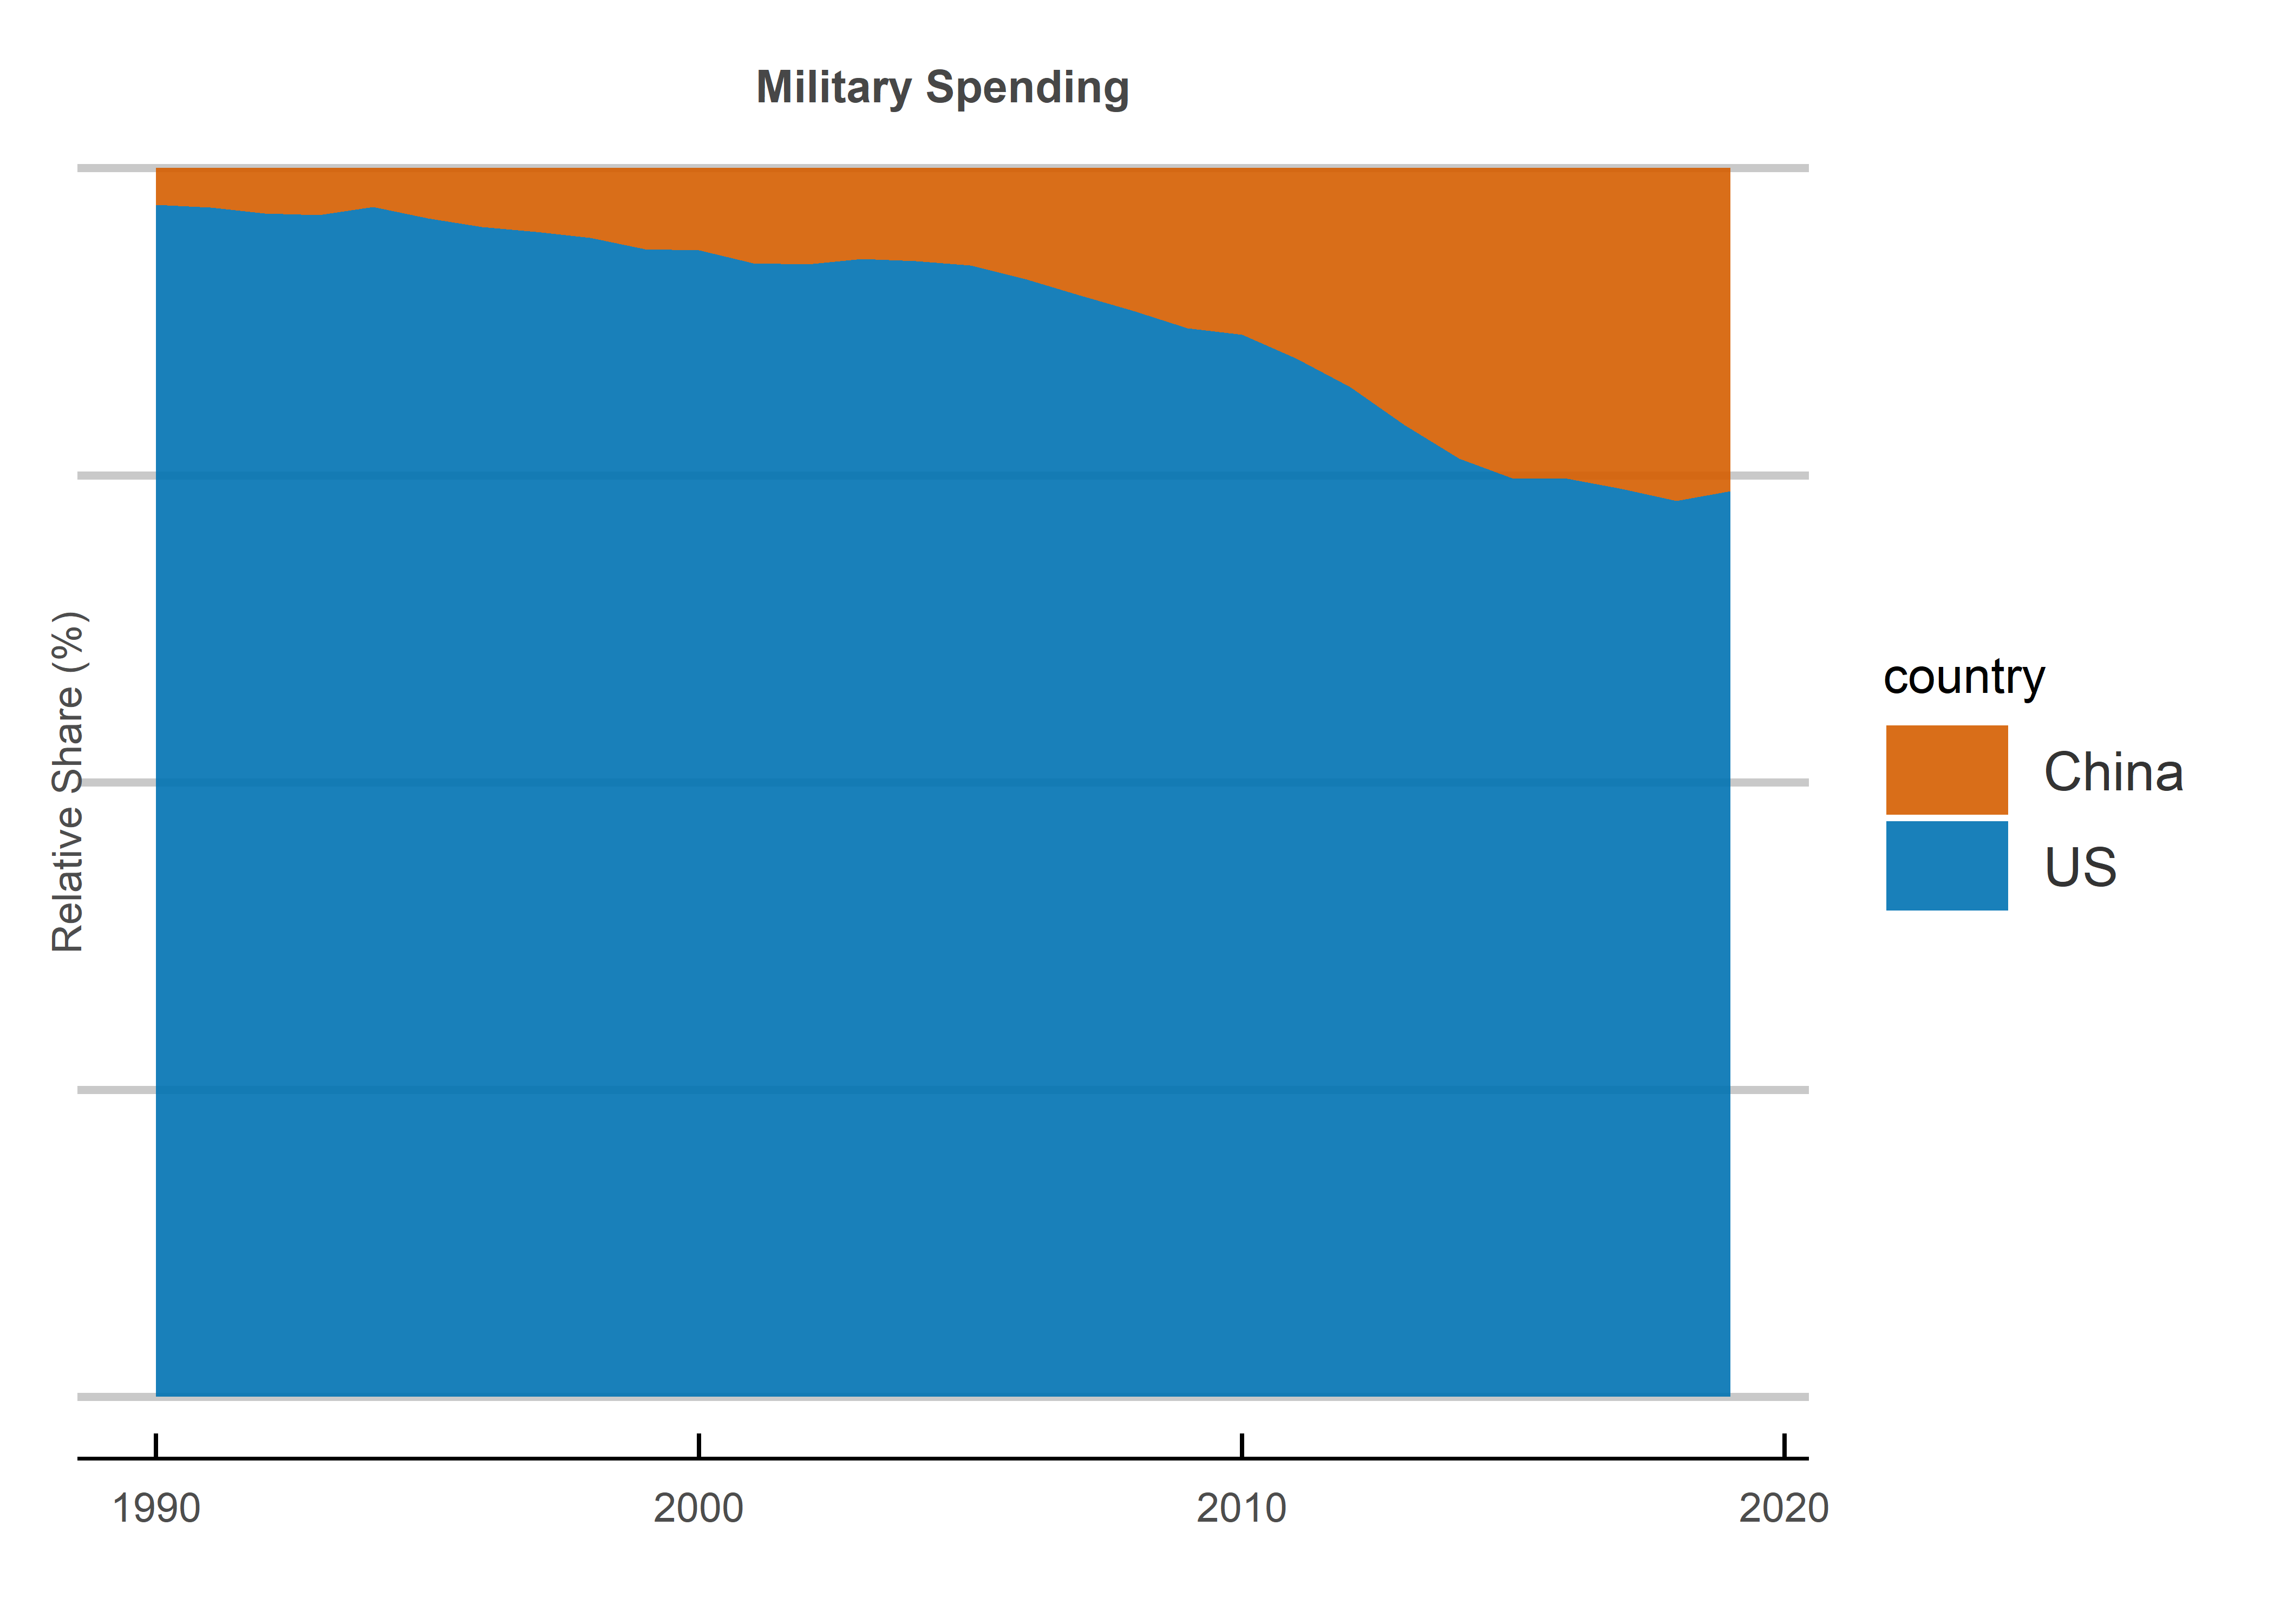 Military Spending
Relative Share (%)
country
China
US
1990
2000
2010
2020